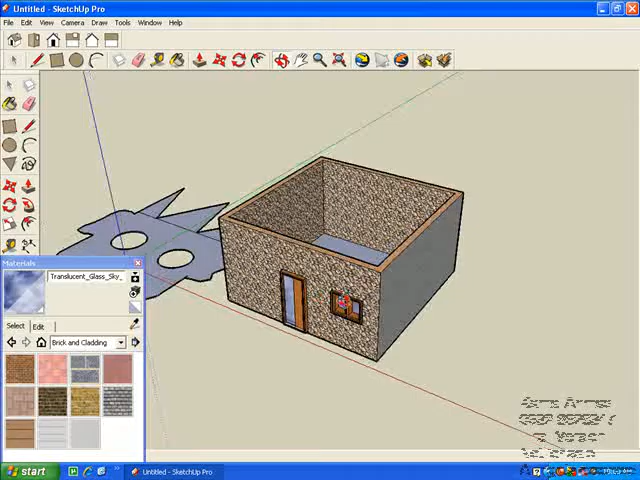 Untitled - SketchUp Pro
File Edit View Camera Draw Tools Window Help
Materials
Translucent_Glass_Sky_
Select Edit
Brick and Cladding
start
Untitled - SketchUp Pro